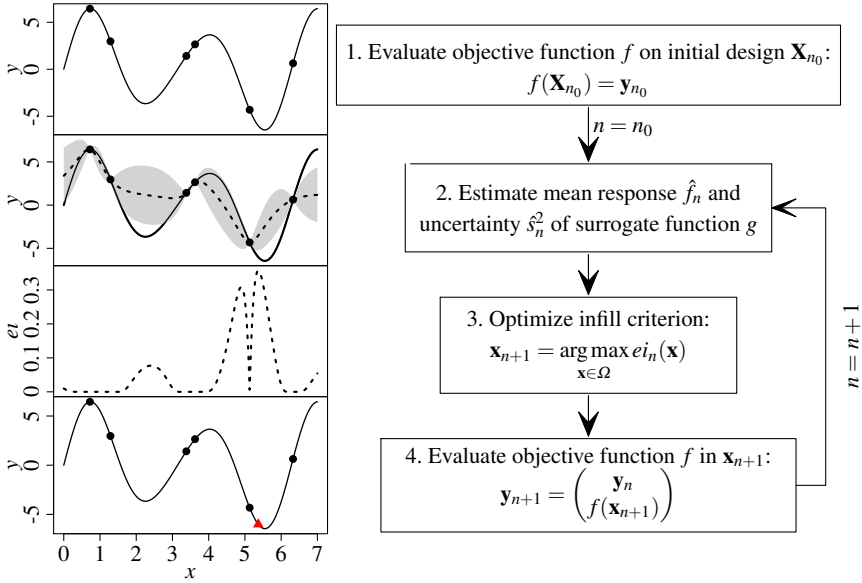 5
0
-5
y
5
0
-5
y
0.3
0.2
0.1
0
ei
5
0
-5
y
0 1 2 3 4 5 6 7
x
1. Evaluate objective function f on initial design X_{n_0}:
f(X_{n_0}) = y_{n_0}
n = n_0
2. Estimate mean response \hat{f}_n and
uncertainty \hat{s}_n^2 of surrogate function g
3. Optimize infill criterion:
x_{n+1} = arg max ei_n(x)
x∈Ω
4. Evaluate objective function f in x_{n+1}:
y_{n+1} = ( y_n
f(x_{n+1}) )
n = n + 1